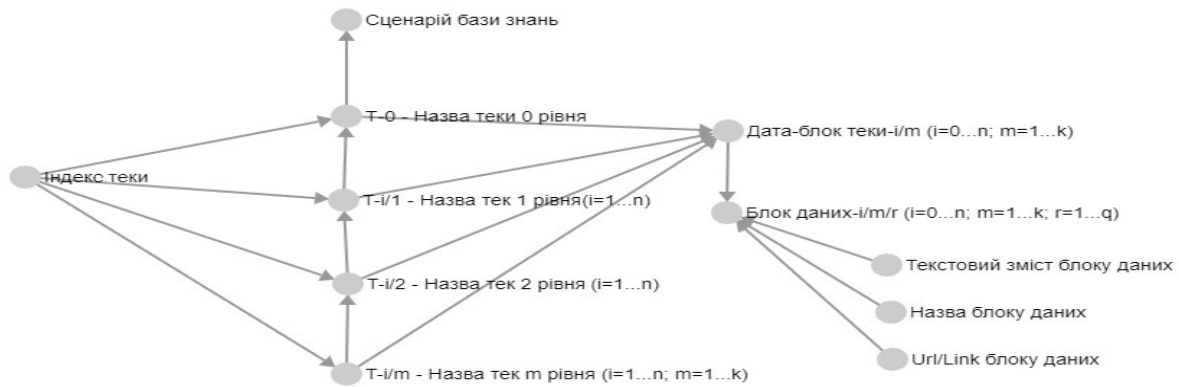 Сценарій бази знань
Т-0 - Назва теки 0 рівня
Дата-блок теки-i/m (i=0...n; m=1...k)
Індекс теки
Т-i/1 - Назва тек 1 рівня(i=1...n)
Блок даних-i/m/r (i=0...n; m=1...k; r=1...q)
Текстовий зміст блоку даних
Т-i/2 - Назва тек 2 рівня (i=1...n)
Назва блоку даних
Url/Link блоку даних
Т-i/m - Назва тек m рівня (i=1...n; m=1...k)